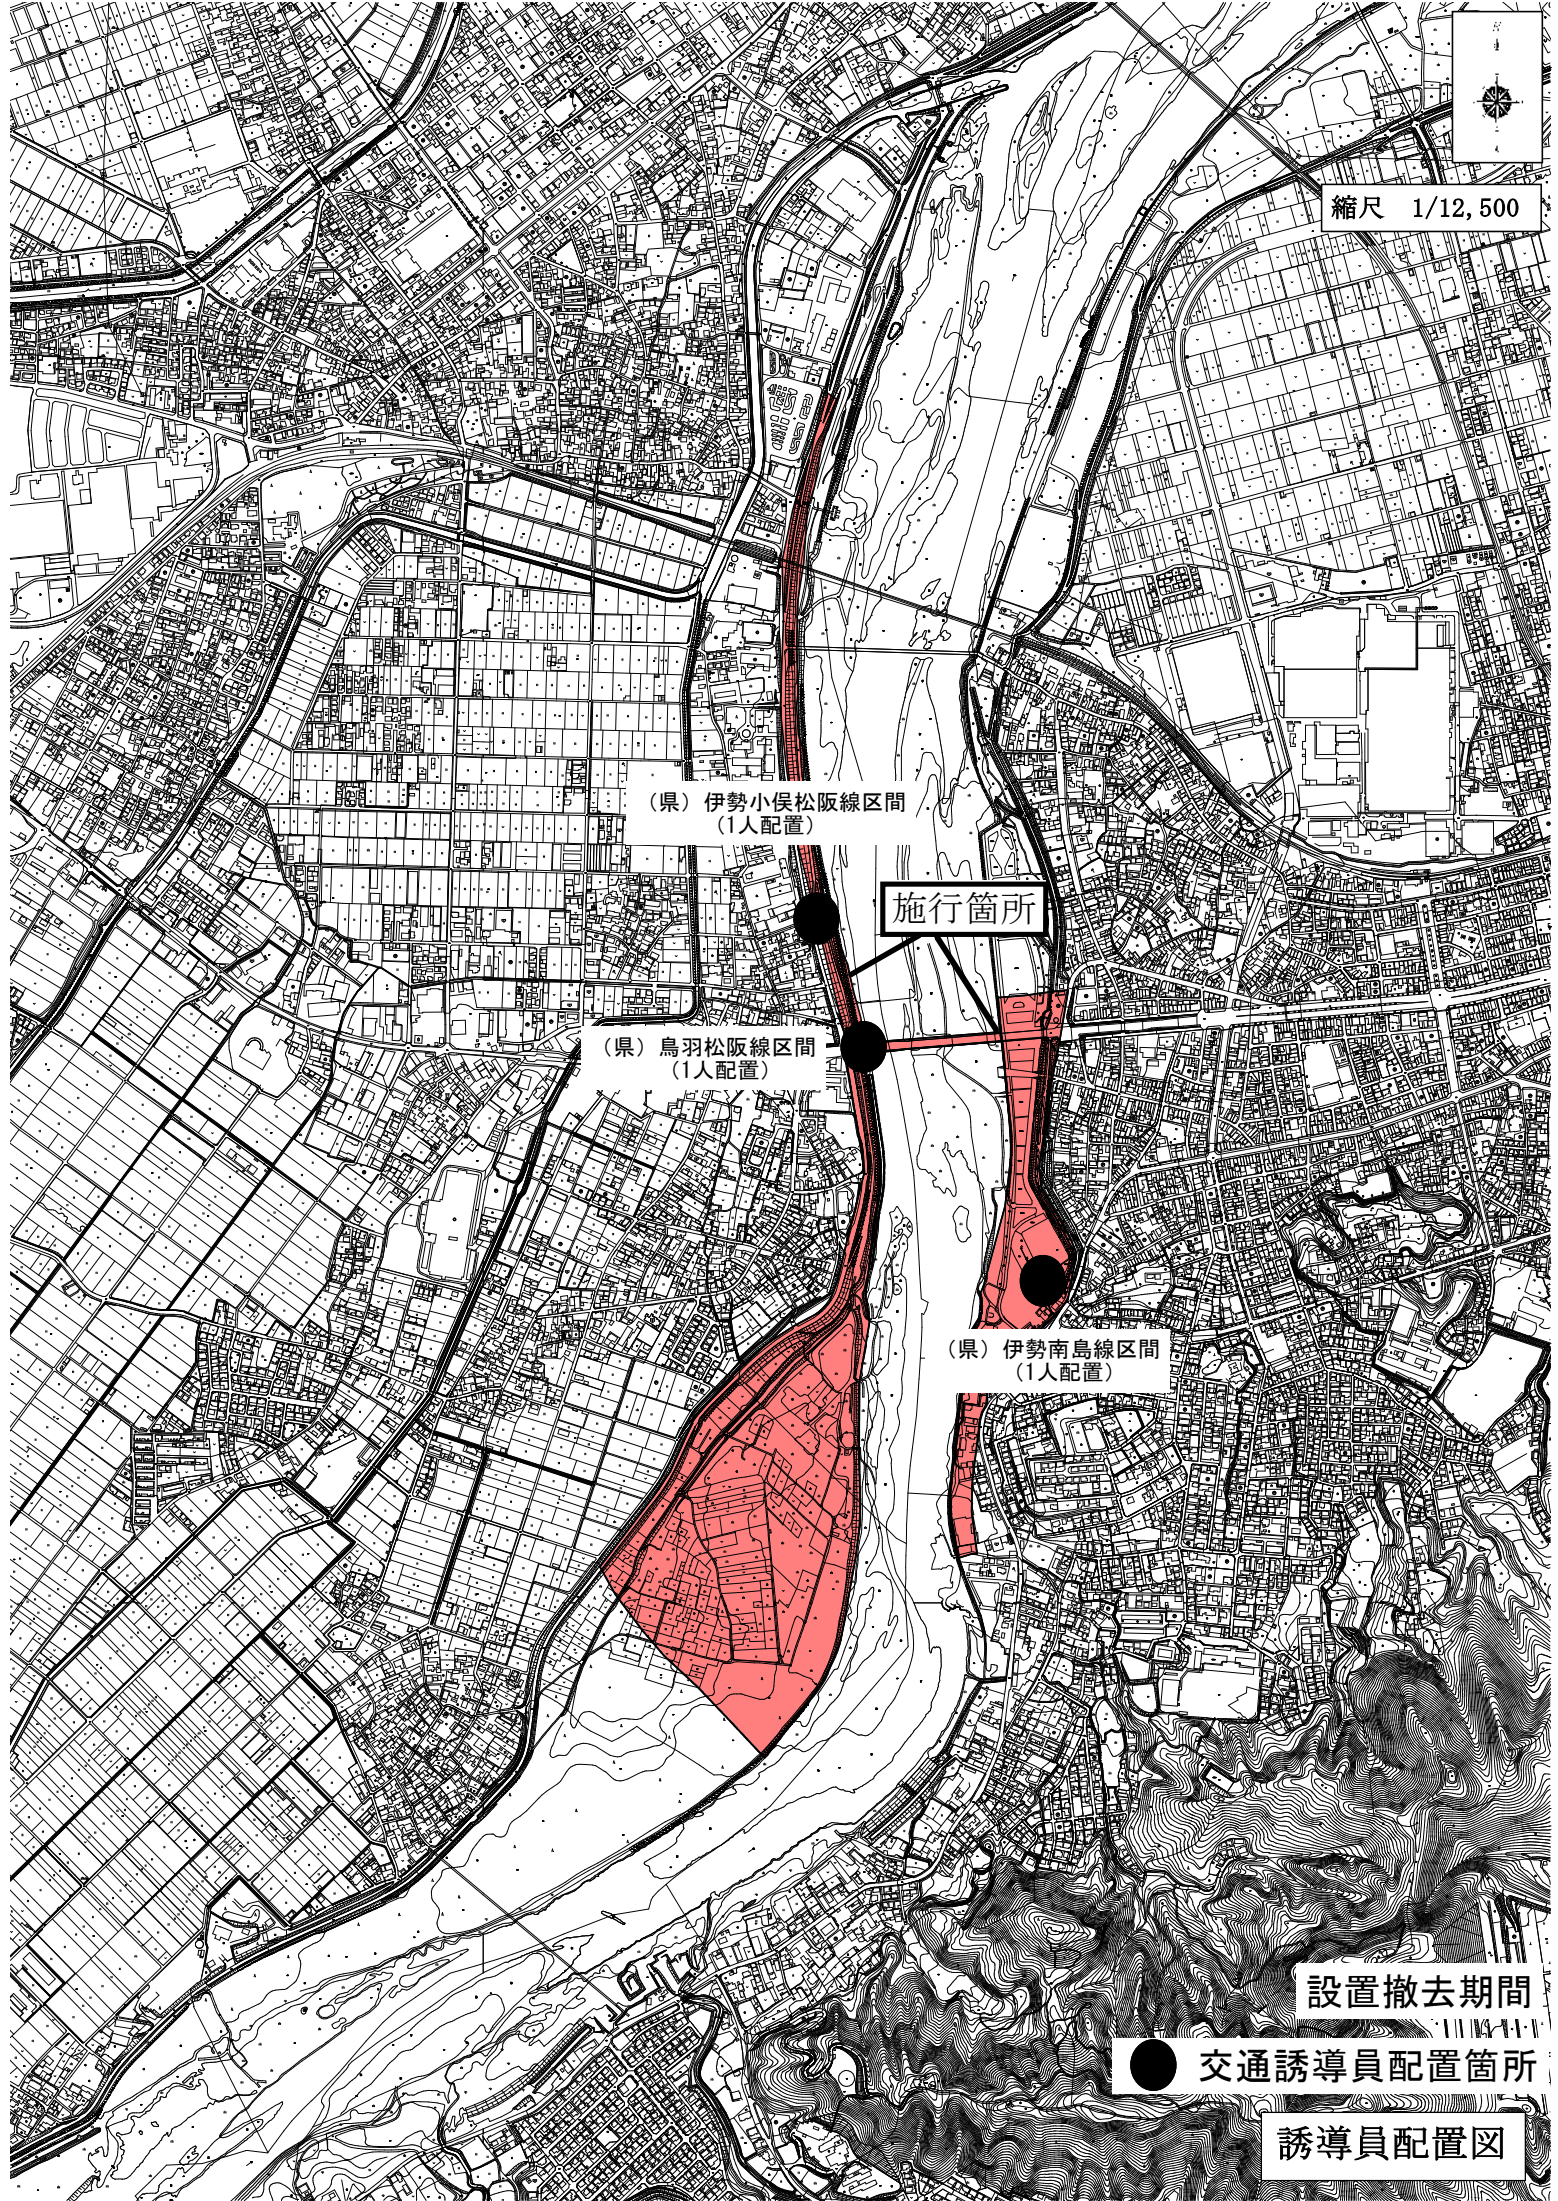 縮尺　1/12,500
（県）伊勢小俣松阪線区間
(1人配置)
施行箇所
（県）鳥羽松阪線区間
(1人配置)
（県）伊勢南島線区間
(1人配置)
設置撤去期間
交通誘導員配置箇所
誘導員配置図